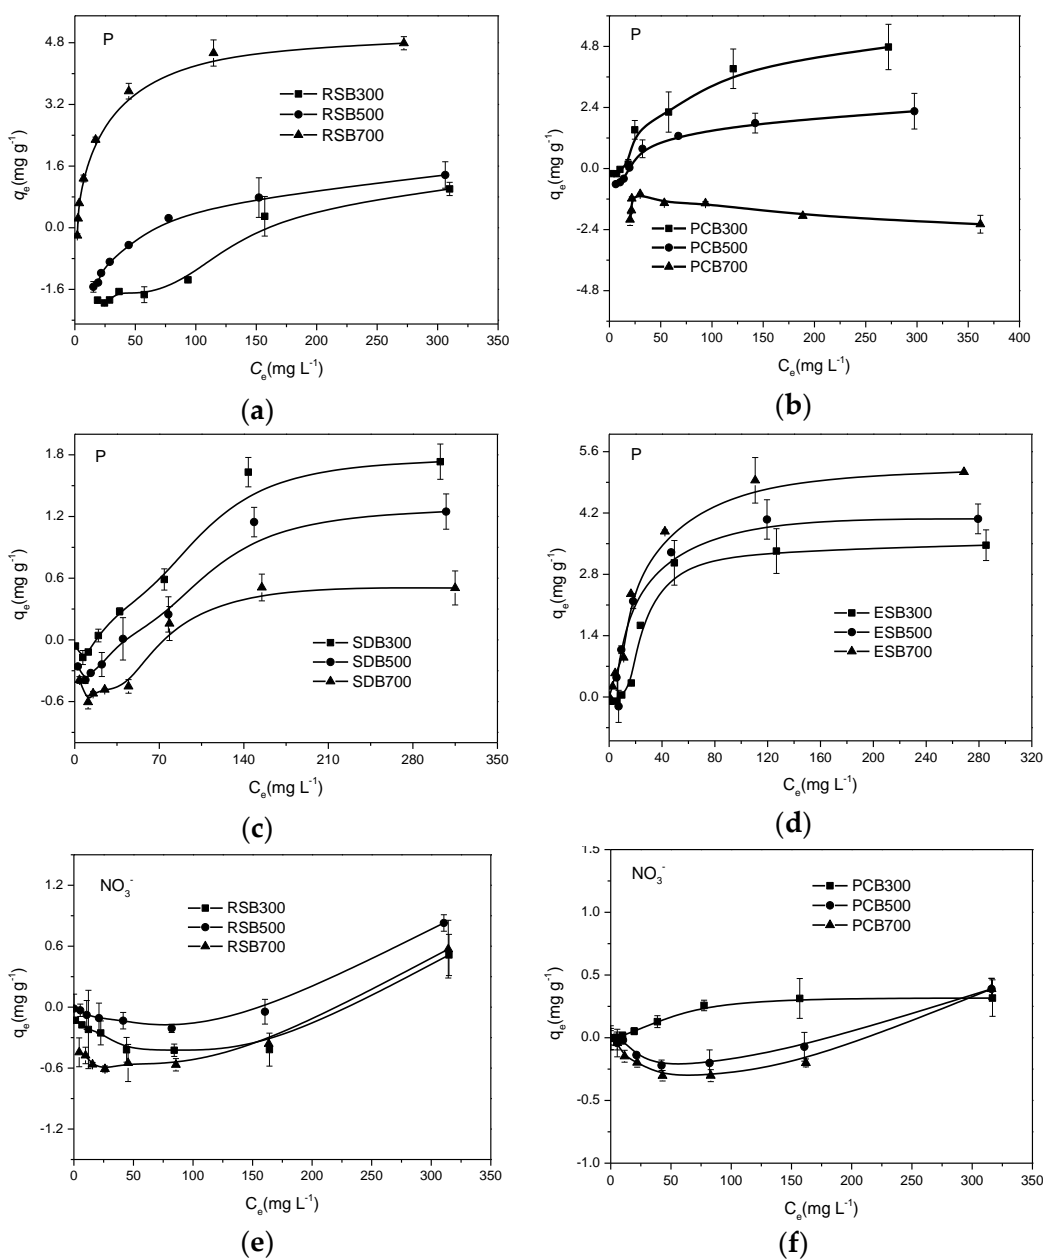 P
RSB300
RSB500
RSB700
4.8
3.2
1.6
0.0
-1.6
qe(mg g-1)
0 50 100 150 200 250 300 350
Ce(mg L-1)
(a)
P
PCB300
PCB500
PCB700
4.8
2.4
0.0
-2.4
-4.8
qe(mg g-1)
0 50 100 150 200 250 300 350 400
Ce(mg L-1)
(b)
P
SDB300
SDB500
SDB700
1.8
1.2
0.6
0.0
-0.6
qe(mg g-1)
0 70 140 210 280 350
Ce(mg L-1)
(c)
P
ESB300
ESB500
ESB700
5.6
4.2
2.8
1.4
0.0
qe(mg g-1)
0 40 80 120 160 200 240 280 320
Ce(mg L-1)
(d)
NO3-
RSB300
RSB500
RSB700
1.2
0.6
0.0
-0.6
-1.2
qe(mg g-1)
0 50 100 150 200 250 300 350
Ce(mg L-1)
(e)
NO3-
PCB300
PCB500
PCB700
1.5
1.0
0.5
0.0
-0.5
-1.0
qe(mg g-1)
0 50 100 150 200 250 300 350
Ce(mg L-1)
(f)